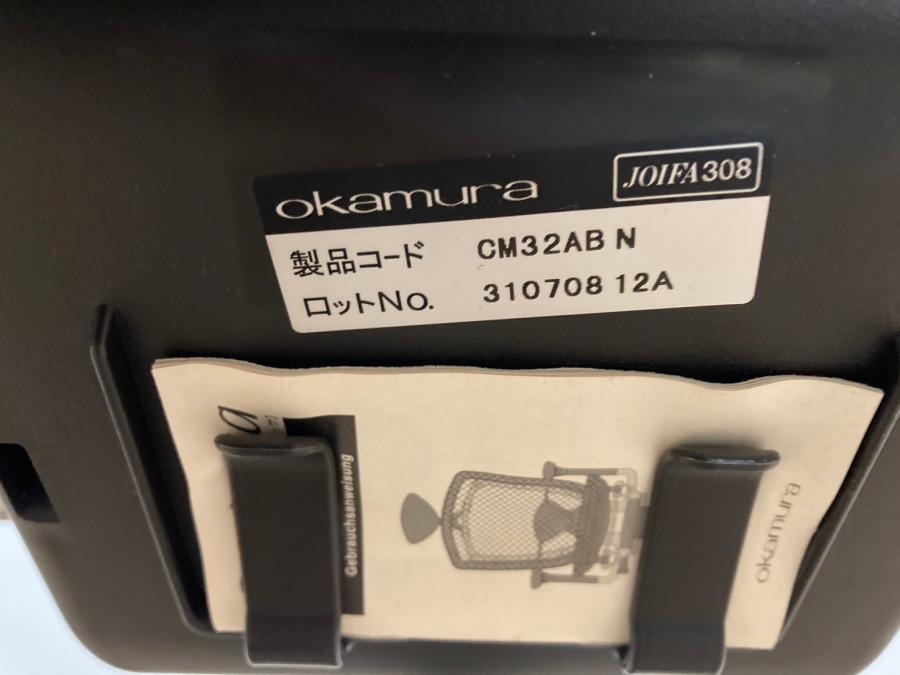 okamura
JOIFA308
製品コード CM32AB N
ロットNo. 310708 12A
a
Gebrauchsanweisung
okamura